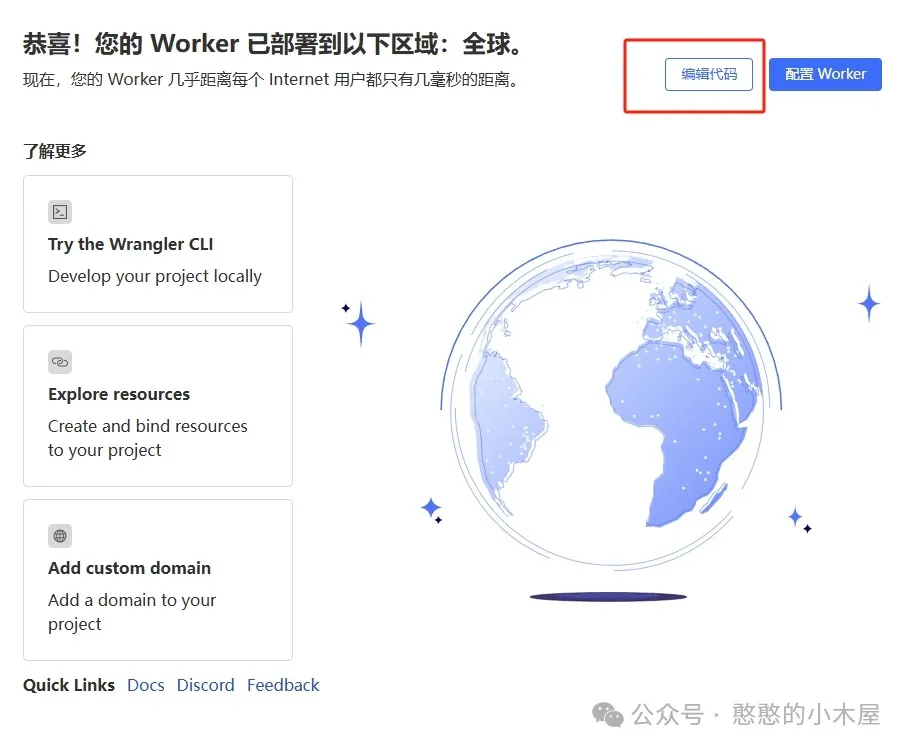 恭喜！您的 Worker 已部署到以下区域：全球。
现在，您的 Worker 几乎距离每个 Internet 用户都只有几毫秒的距离。
编辑代码
配置 Worker
了解更多
Try the Wrangler CLI
Develop your project locally
Explore resources
Create and bind resources
to your project
Add custom domain
Add a domain to your
project
Quick Links Docs Discord Feedback
公众号 · 憨憨的小木屋